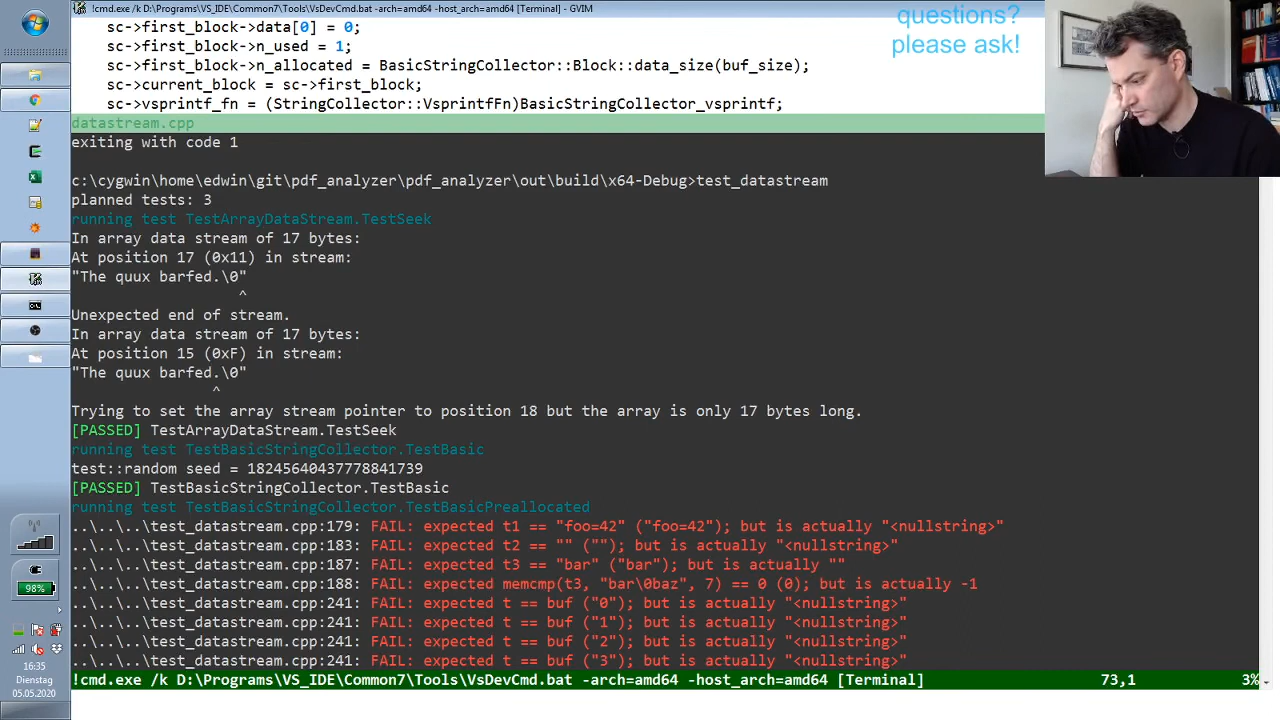 !cmd.exe /k D:\Programs\VS_IDE\Common7\Tools\VsDevCmd.bat -arch=amd64 -host_arch=amd64 [Terminal] - GVIM
questions?
please ask!
sc->first_block->data[0] = 0;
sc->first_block->n_used = 1;
sc->first_block->n_allocated = BasicStringCollector::Block::data_size(buf_size);
sc->current_block = sc->first_block;
sc->vsprintf_fn = (StringCollector::VsprintfFn)BasicStringCollector_vsprintf;
datastream.cpp
exiting with code 1
c:\cygwin\home\edwin\git\pdf_analyzer\pdf_analyzer\out\build\x64-Debug>test_datastream
planned tests: 3
running test TestArrayDataStream.TestSeek
In array data stream of 17 bytes:
At position 17 (0x11) in stream:
"The quux barfed.\0"
^
Unexpected end of stream.
In array data stream of 17 bytes:
At position 15 (0xF) in stream:
"The quux barfed.\0"
^
Trying to set the array stream pointer to position 18 but the array is only 17 bytes long.
[PASSED] TestArrayDataStream.TestSeek
running test TestBasicStringCollector.TestBasic
test::random seed = 18245640437778841739
[PASSED] TestBasicStringCollector.TestBasic
running test TestBasicStringCollector.TestBasicPreallocated
..\..\..\test_datastream.cpp:179: FAIL: expected t1 == "foo=42" ("foo=42"); but is actually "<nullstring>"
..\..\..\test_datastream.cpp:183: FAIL: expected t2 == "" (""); but is actually "<nullstring>"
..\..\..\test_datastream.cpp:187: FAIL: expected t3 == "bar" ("bar"); but is actually ""
..\..\..\test_datastream.cpp:188: FAIL: expected memcmp(t3, "bar\0baz", 7) == 0 (0); but is actually -1
..\..\..\test_datastream.cpp:241: FAIL: expected t == buf ("0"); but is actually "<nullstring>"
..\..\..\test_datastream.cpp:241: FAIL: expected t == buf ("1"); but is actually "<nullstring>"
..\..\..\test_datastream.cpp:241: FAIL: expected t == buf ("2"); but is actually "<nullstring>"
..\..\..\test_datastream.cpp:241: FAIL: expected t == buf ("3"); but is actually "<nullstring>"
!cmd.exe /k D:\Programs\VS_IDE\Common7\Tools\VsDevCmd.bat -arch=amd64 -host_arch=amd64 [Terminal] 73,1 3%
98%
16:35
Dienstag
05.05.2020